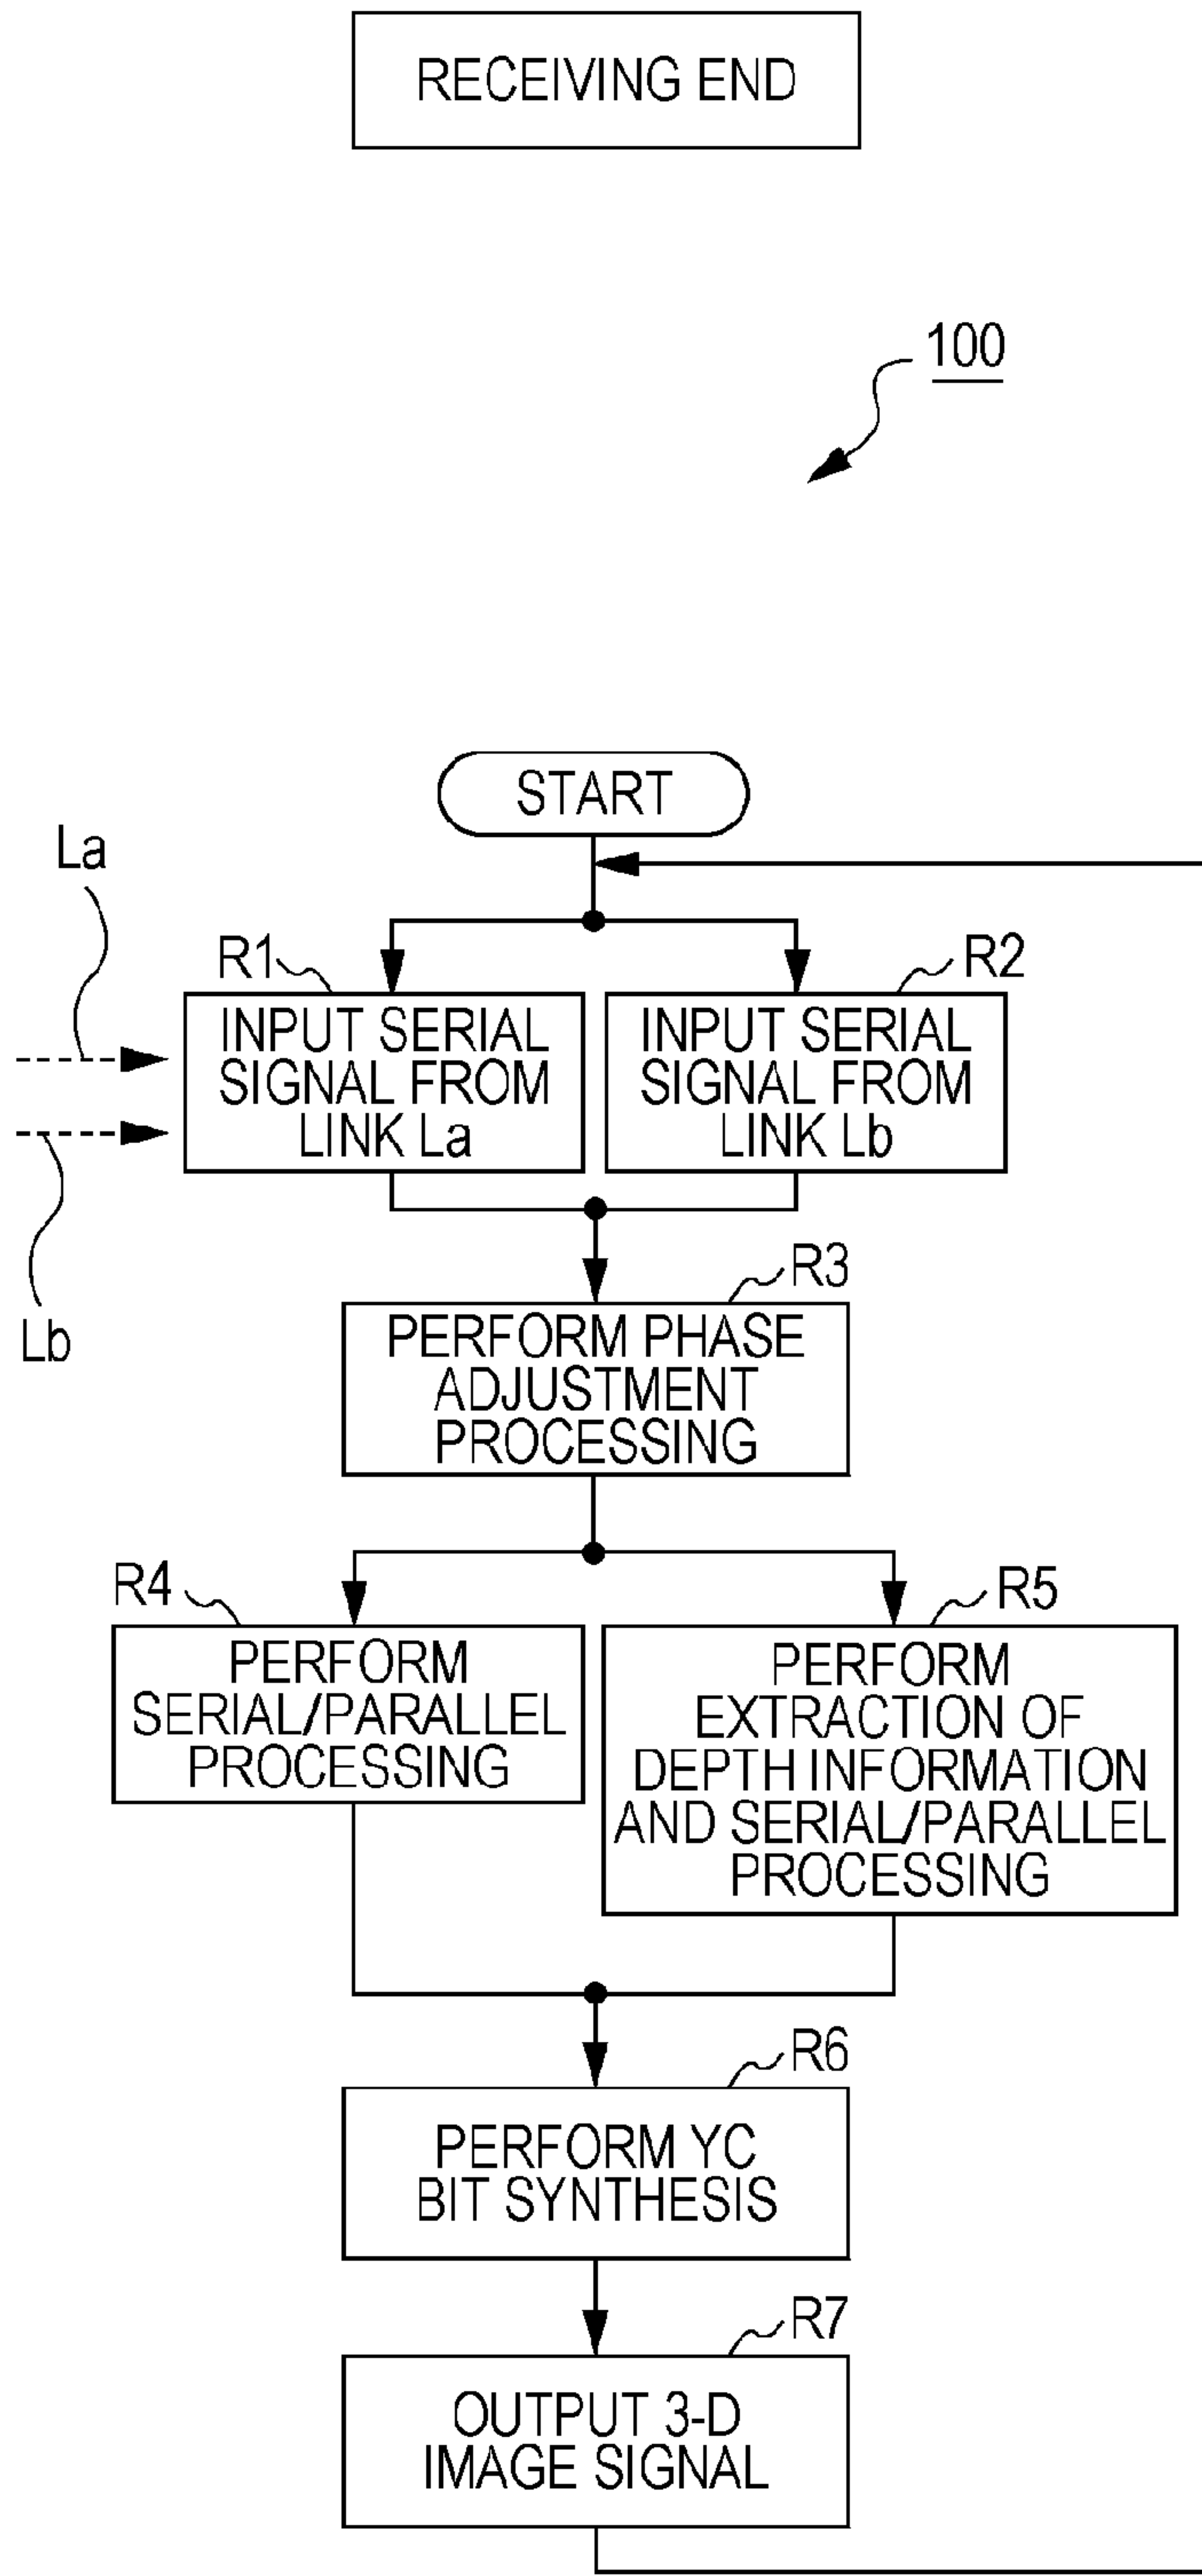 RECEIVING END
100
START
La
R1
R2
INPUT SERIAL
SIGNAL FROM
LINK La
INPUT SERIAL
SIGNAL FROM
LINK Lb
Lb
R3
PERFORM PHASE
ADJUSTMENT
PROCESSING
R4
R5
PERFORM
SERIAL/PARALLEL
PROCESSING
PERFORM
EXTRACTION OF
DEPTH INFORMATION
AND SERIAL/PARALLEL
PROCESSING
R6
PERFORM YC
BIT SYNTHESIS
R7
OUTPUT 3-D
IMAGE SIGNAL